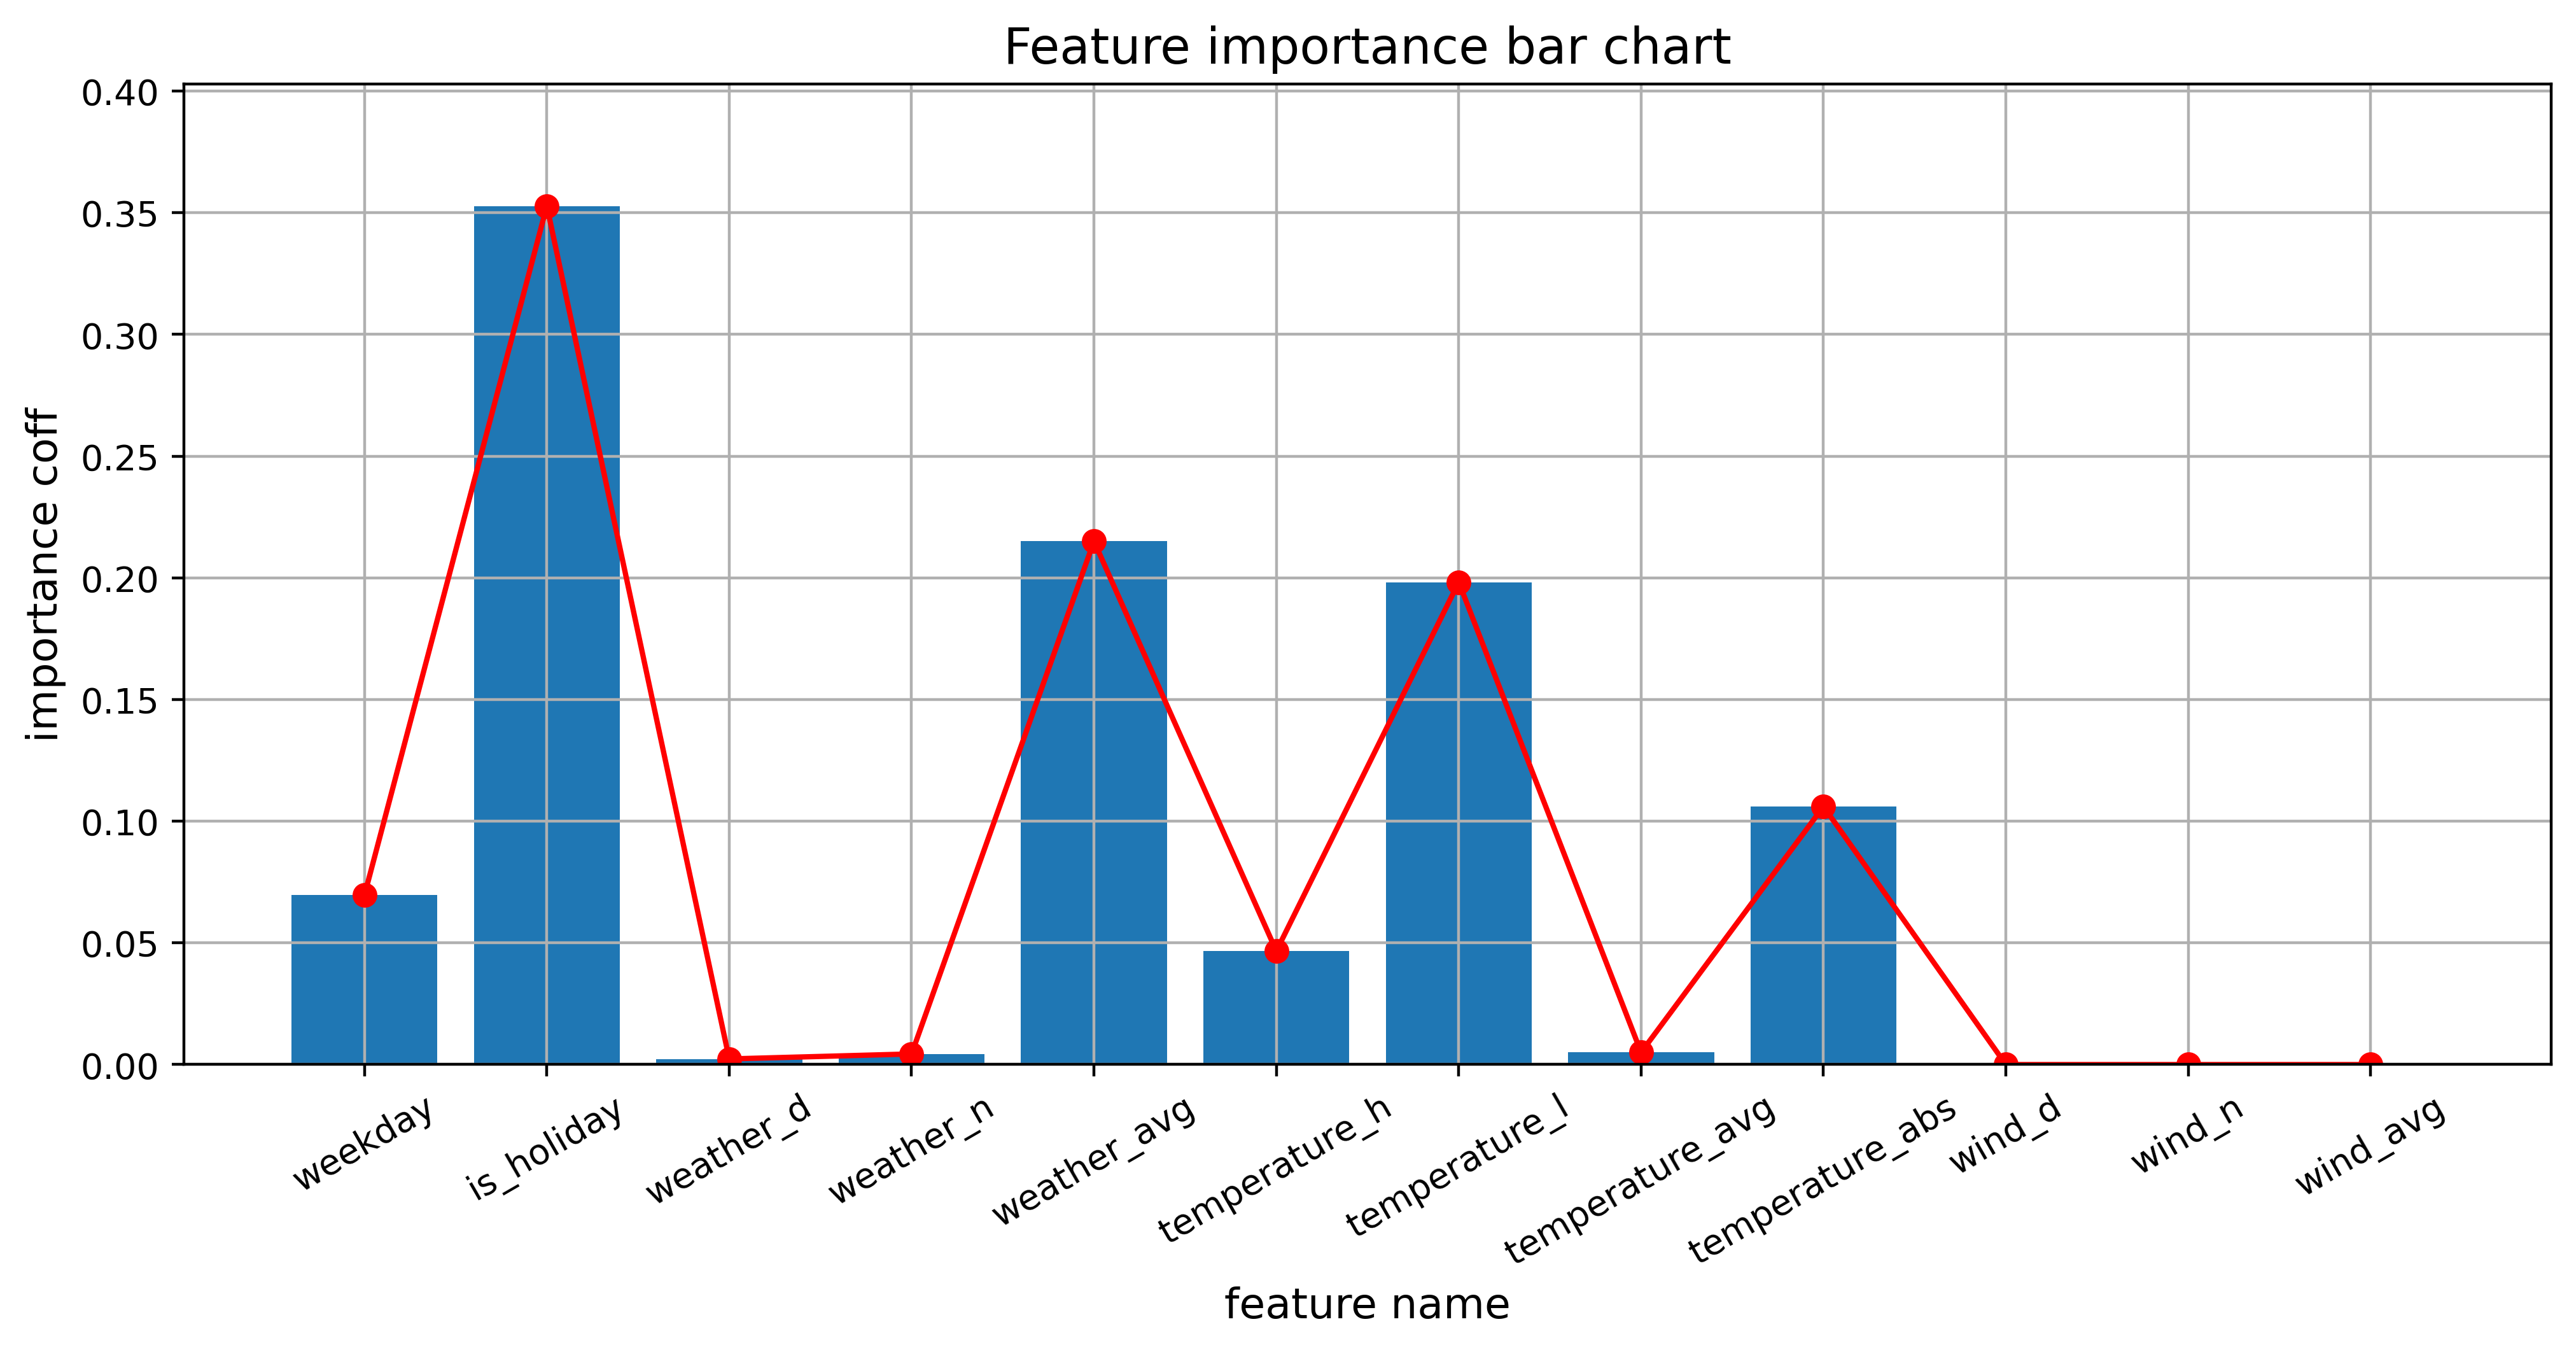 Feature importance bar chart
importance coff
0.40
0.35
0.30
0.25
0.20
0.15
0.10
0.05
0.00
weekday
is_holiday
weather_d
weather_n
weather_avg
temperature_h
temperature_l
temperature_avg
temperature_abs
wind_d
wind_n
wind_avg
feature name